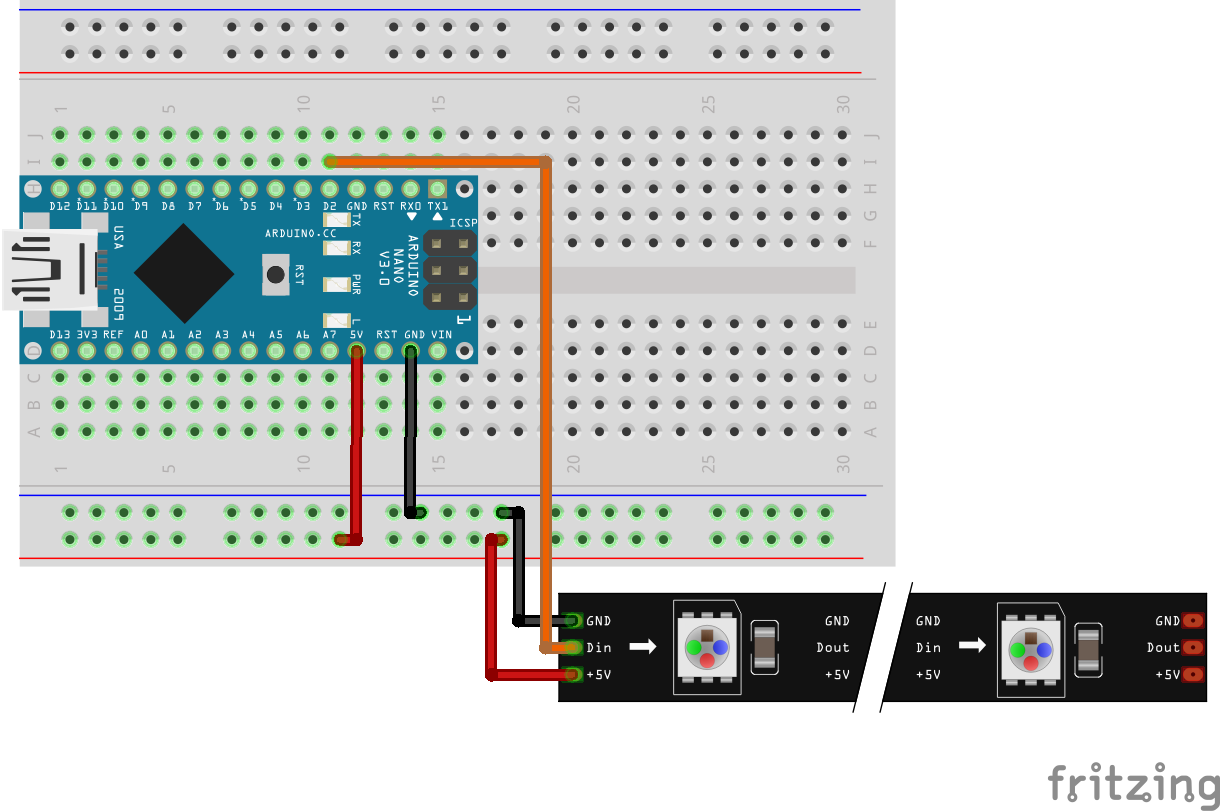 1 5 10 15 20 25 30
J J
I I
H H
G
F
D12 D11 D10 D9 D8 D7 D6 D5 D4 D3 D2 GND RST RX0 TX1
ICSP
TX
RX
PWR
L
ARDUINO.CC
RST
ARDUINO
NANO
V3.0
USA
2009
1
D13 3V3 REF A0 A1 A2 A3 A4 A5 A6 A7 5V RST GND VIN
E
D D
C C
B B
A A
1 5 10 15 20 25 30
GND GND GND GND
Din Dout Din Dout
+5V +5V +5V +5V
fritzing